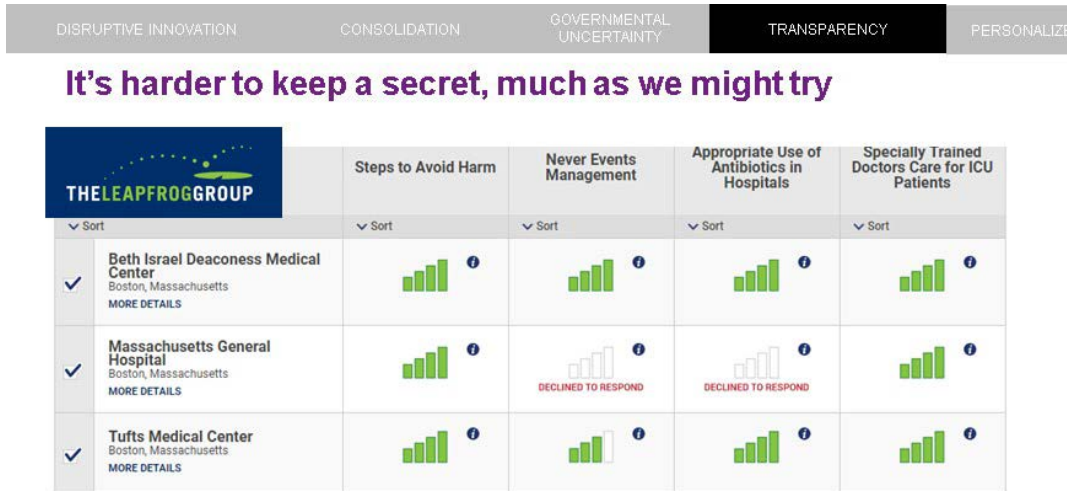 DISRUPTIVE INNOVATION CONSOLIDATION GOVERNMENTAL UNCERTAINTY TRANSPARENCY PERSONALIZE
It's harder to keep a secret, much as we might try
THELEAPFROGGROUP
Steps to Avoid Harm
Never Events
Management
Appropriate Use of
Antibiotics in
Hospitals
Specially Trained
Doctors Care for ICU
Patients
Sort Sort Sort Sort Sort
Beth Israel Deaconess Medical
Center
Boston, Massachusetts
MORE DETAILS
Massachusetts General
Hospital
Boston, Massachusetts
MORE DETAILS
DECLINED TO RESPOND
DECLINED TO RESPOND
Tufts Medical Center
Boston, Massachusetts
MORE DETAILS